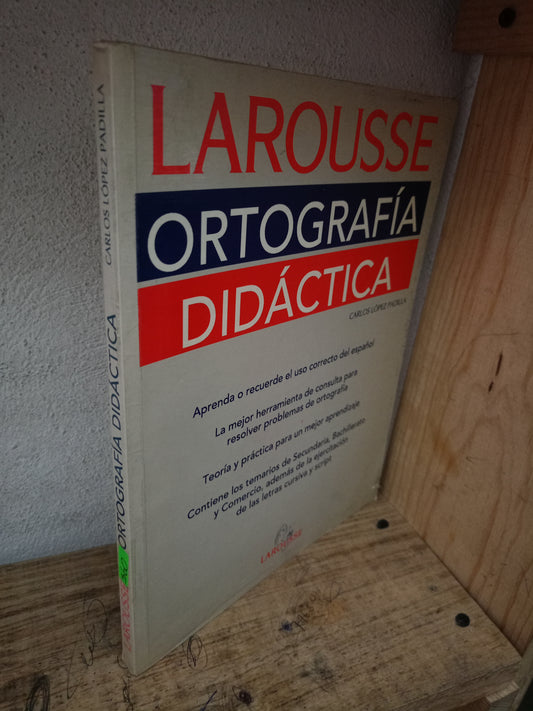 LAROUSSE
ORTOGRAFÍA
DIDÁCTICA
CARLOS LÓPEZ PADILLA
Aprenda o recuerde el uso correcto del español
La mejor herramienta de consulta para
resolver problemas de ortografía
Teoría y práctica para un mejor aprendizaje
Contiene los temarios de Secundaria, Bachillerato
y Comercio, además de la ejercitación
de las letras cursiva y script
LAROUSSE
LAROUSSE ORTOGRAFÍA DIDÁCTICA CARLOS LÓPEZ PADILLA